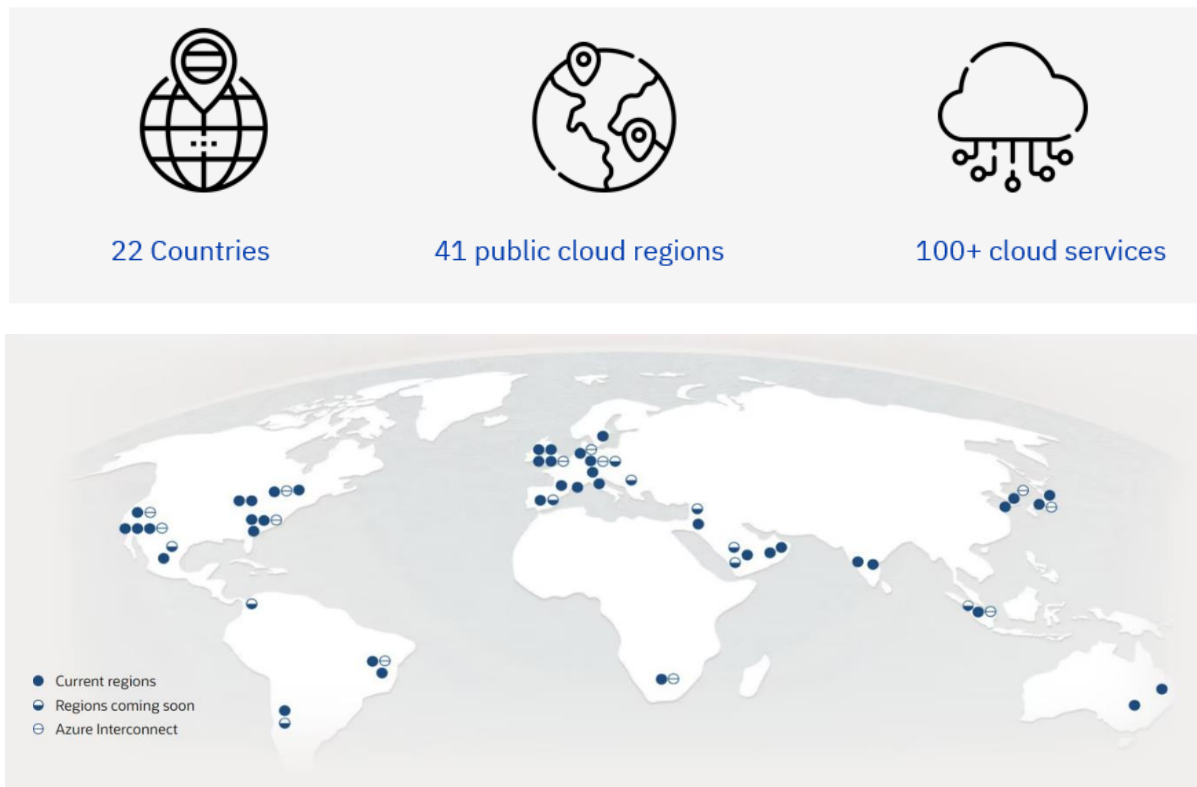 22 Countries
41 public cloud regions
100+ cloud services
Current regions
Regions coming soon
Azure Interconnect